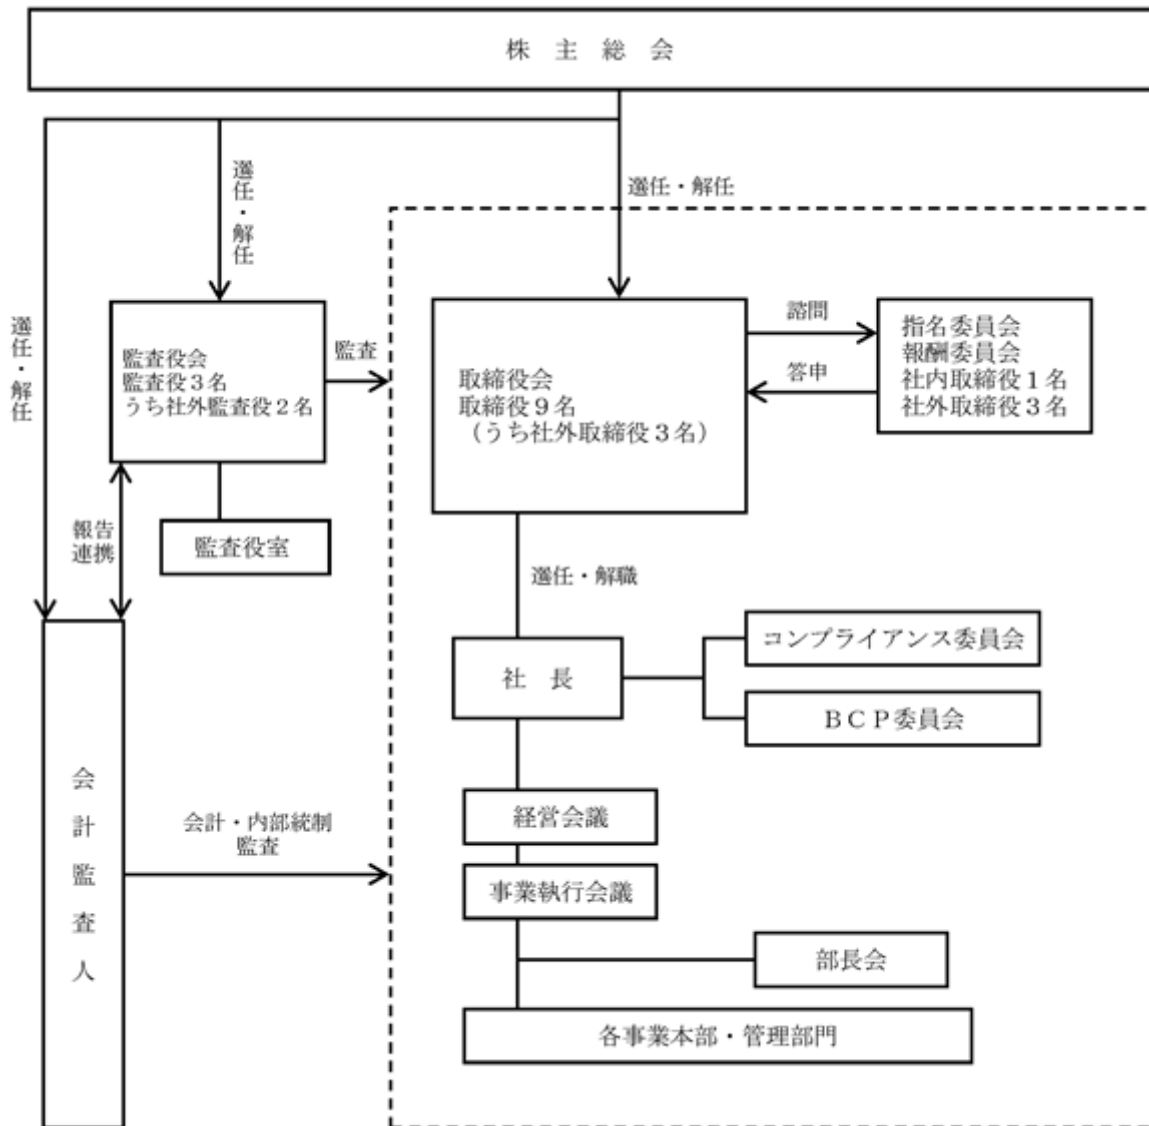 株 主 総 会
選任・解任
選任・解任
選任・解任
監査役会
監査役３名
うち社外監査役２名
監査
取締役会
取締役９名
（うち社外取締役３名）
諮問
答申
指名委員会
報酬委員会
社内取締役１名
社外取締役３名
報告
連携
監査役室
選任・解職
社 長
コンプライアンス委員会
ＢＣＰ委員会
会計監査人
会計・内部統制
監査
経営会議
事業執行会議
部長会
各事業本部・管理部門